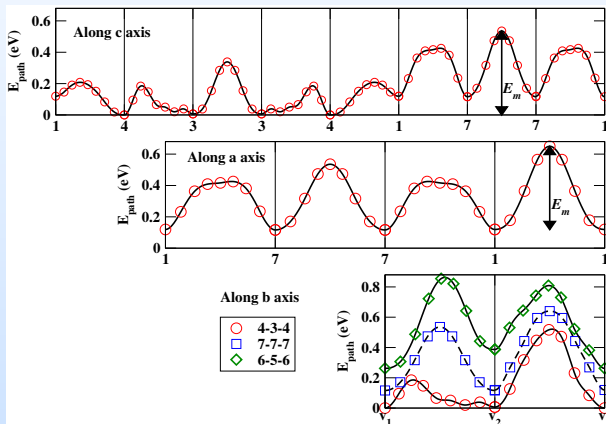 Along c axis
E_path (eV)
0.6
0.4
0.2
0
E_m
1 4 3 3 4 1 7 7 1
Along a axis
E_path (eV)
0.6
0.4
0.2
0
E_m
1 7 7 1 1
Along b axis
4-3-4
7-7-7
6-5-6
E_path (eV)
0.8
0.6
0.4
0.2
0
v_1 v_2 v